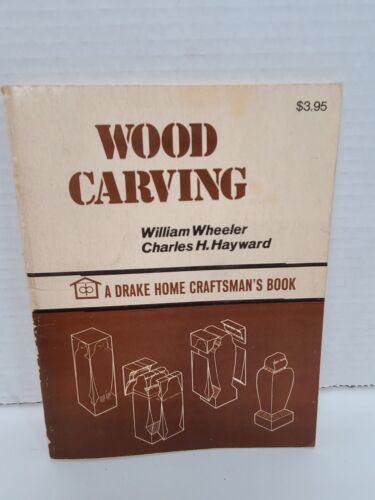 $3.95
WOOD
CARVING
William Wheeler
Charles H. Hayward
A DRAKE HOME CRAFTSMAN'S BOOK